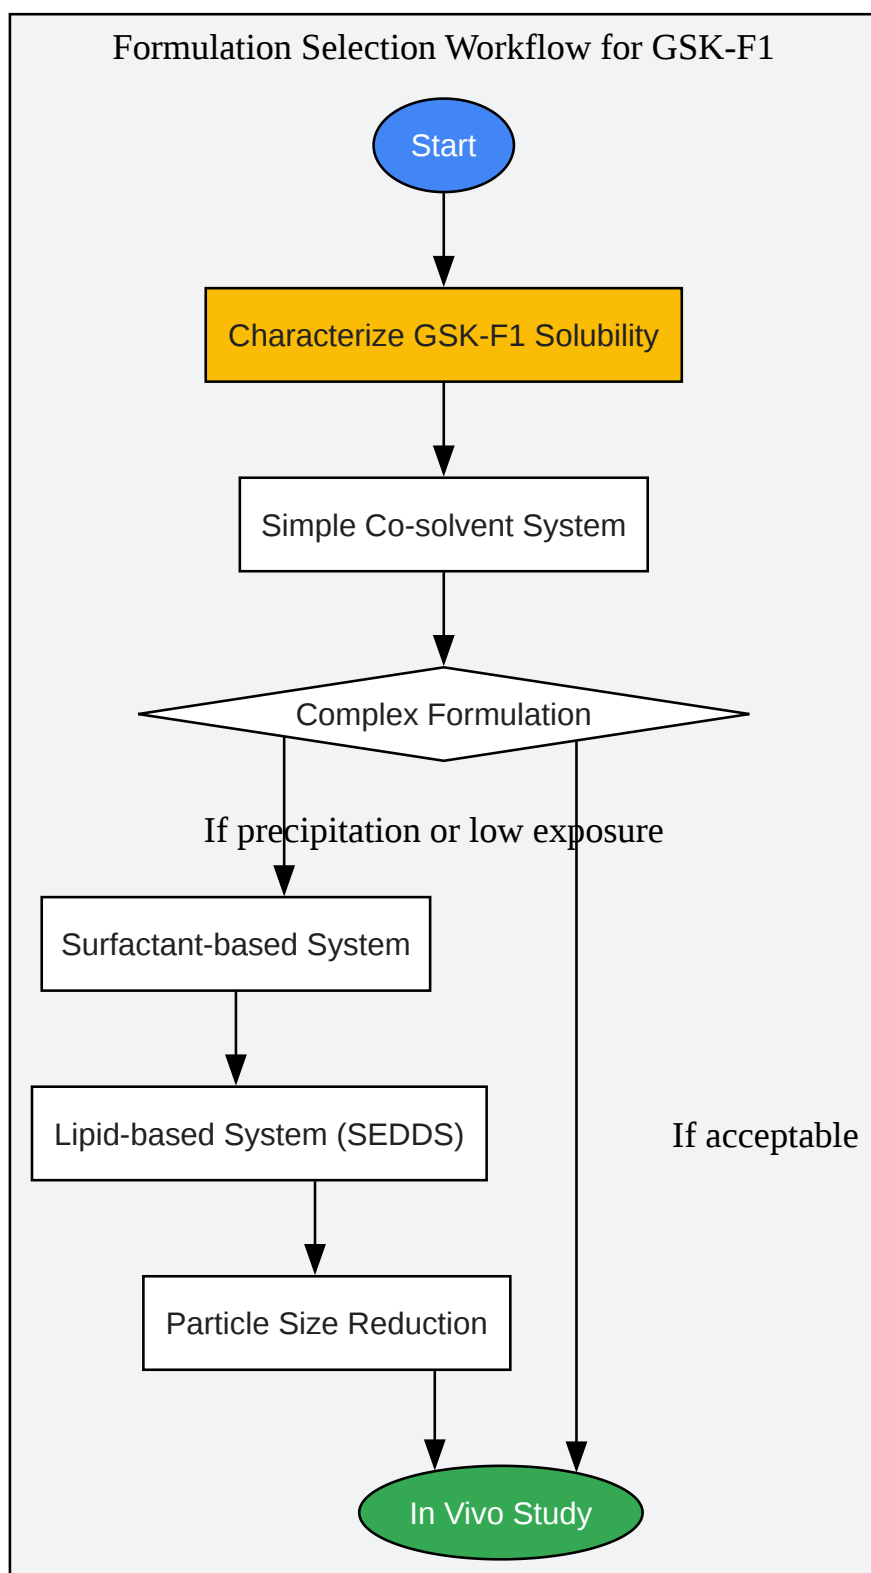 Formulation Selection Workflow for GSK-F1
Start
Characterize GSK-F1 Solubility
Simple Co-solvent System
Complex Formulation
If precipitation or low exposure
Surfactant-based System
Lipid-based System (SEDDS)
If acceptable
Particle Size Reduction
In Vivo Study